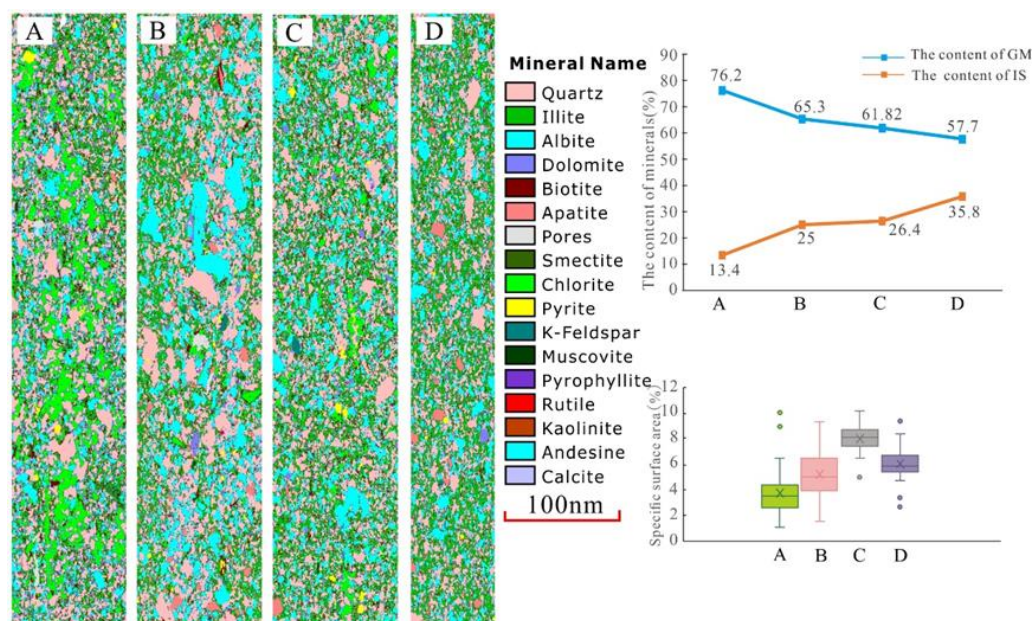 A
B
C
D
Mineral Name
Quartz
Illite
Albite
Dolomite
Biotite
Apatite
Pores
Smectite
Chlorite
Pyrite
K-Feldspar
Muscovite
Pyrophyllite
Rutile
Kaolinite
Andesine
Calcite
100nm
The content of GM
The content of IS
The content of minerals(%)
90
80
70
60
50
40
30
20
10
0
76.2
65.3
61.82
57.7
13.4
25
26.4
35.8
A
B
C
D
Specific surface area(%)
12
10
8
6
4
2
0
A
B
C
D